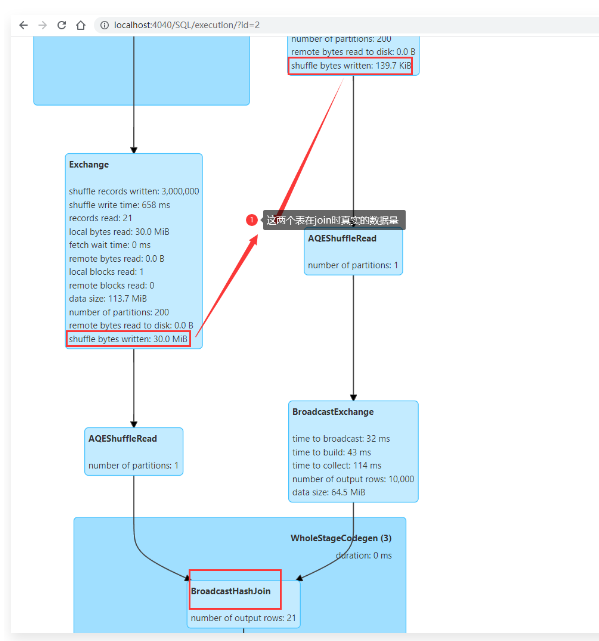 localhost:4040/SQL/execution/?id=2
number of partitions: 200
remote bytes read to disk: 0.0 B
shuffle bytes written: 139.7 KiB
Exchange
shuffle records written: 3,000,000
shuffle write time: 658 ms
records read: 21
local bytes read: 30.0 MiB
fetch wait time: 0 ms
remote bytes read: 0.0 B
local blocks read: 1
remote blocks read: 0
data size: 113.7 MiB
number of partitions: 200
remote bytes read to disk: 0.0 B
shuffle bytes written: 30.0 MiB
1 这两个表在join时真实的数据量
AQEShuffleRead
number of partitions: 1
BroadcastExchange
time to broadcast: 32 ms
time to build: 43 ms
time to collect: 114 ms
number of output rows: 10,000
data size: 64.5 MiB
AQEShuffleRead
number of partitions: 1
WholeStageCodegen (3)
duration: 0 ms
BroadcastHashJoin
number of output rows: 21